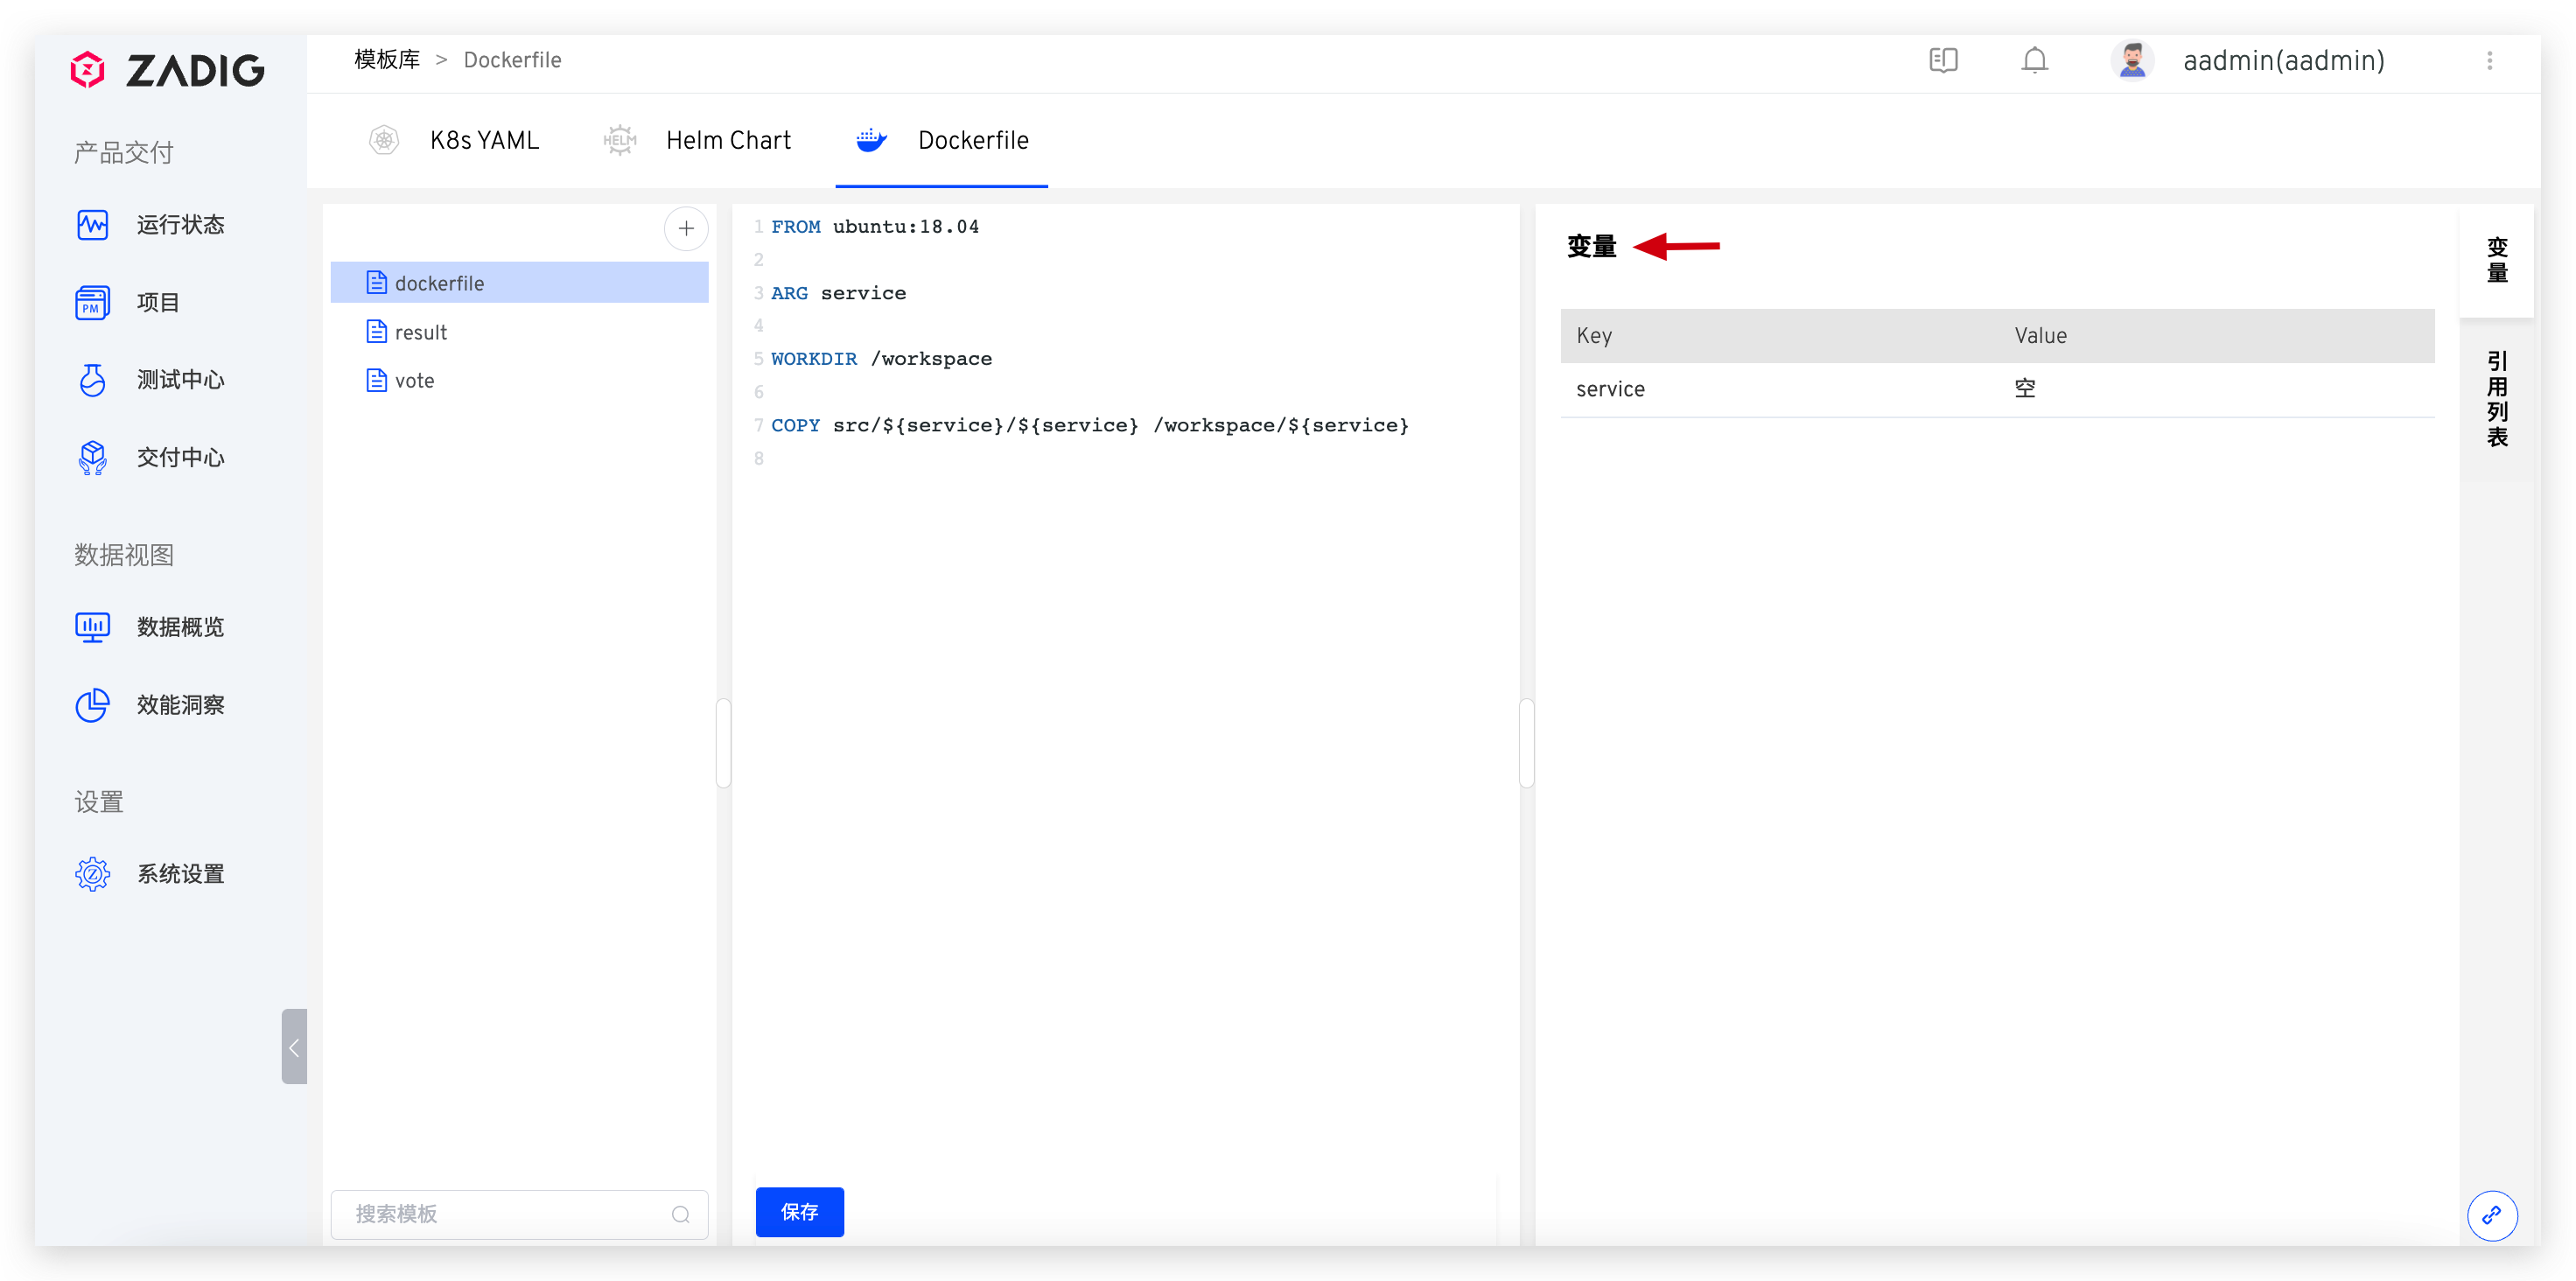 ZADIG
模板库 > Dockerfile
aadmin(aadmin)
K8s YAML
HELM
Helm Chart
Dockerfile
产品交付
运行状态
PM
项目
测试中心
交付中心
数据视图
数据概览
效能洞察
设置
系统设置
dockerfile
result
vote
搜索模板
1 FROM ubuntu:18.04
2
3 ARG service
4
5 WORKDIR /workspace
6
7 COPY src/${service}/${service} /workspace/${service}
8
保存
变量
Key Value
service 空
变量
引用列表